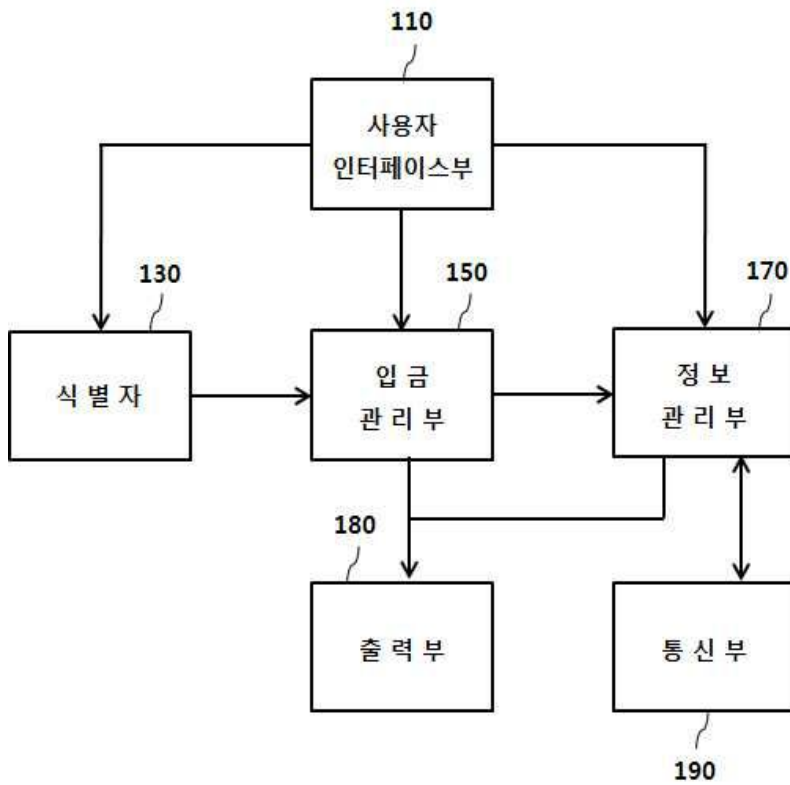 110
사용자
인터페이스부
130
150
170
식 별 자
입 금
관 리 부
정 보
관 리 부
180
출 력 부
통 신 부
190